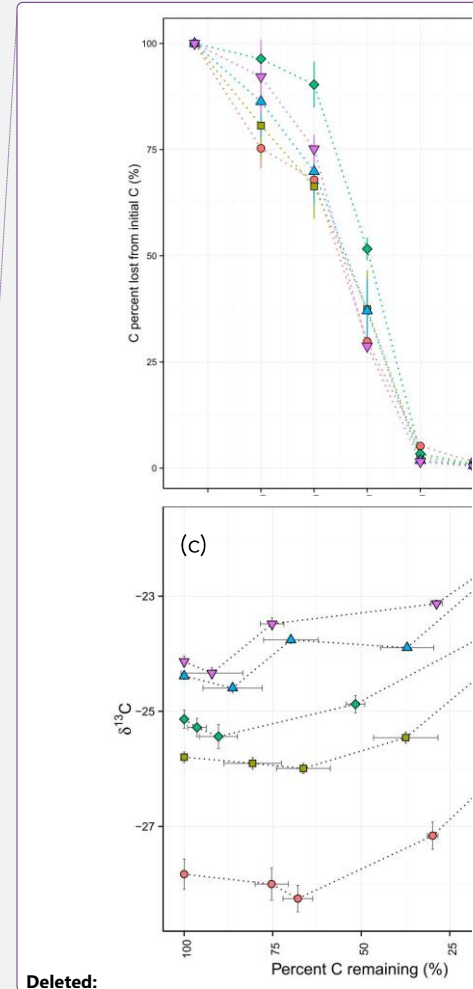 100
75
50
25
0
C percent lost from initial C (%)
(c)
-23
-25
-27
δ13C
100
75
50
25
Percent C remaining (%)
Deleted: